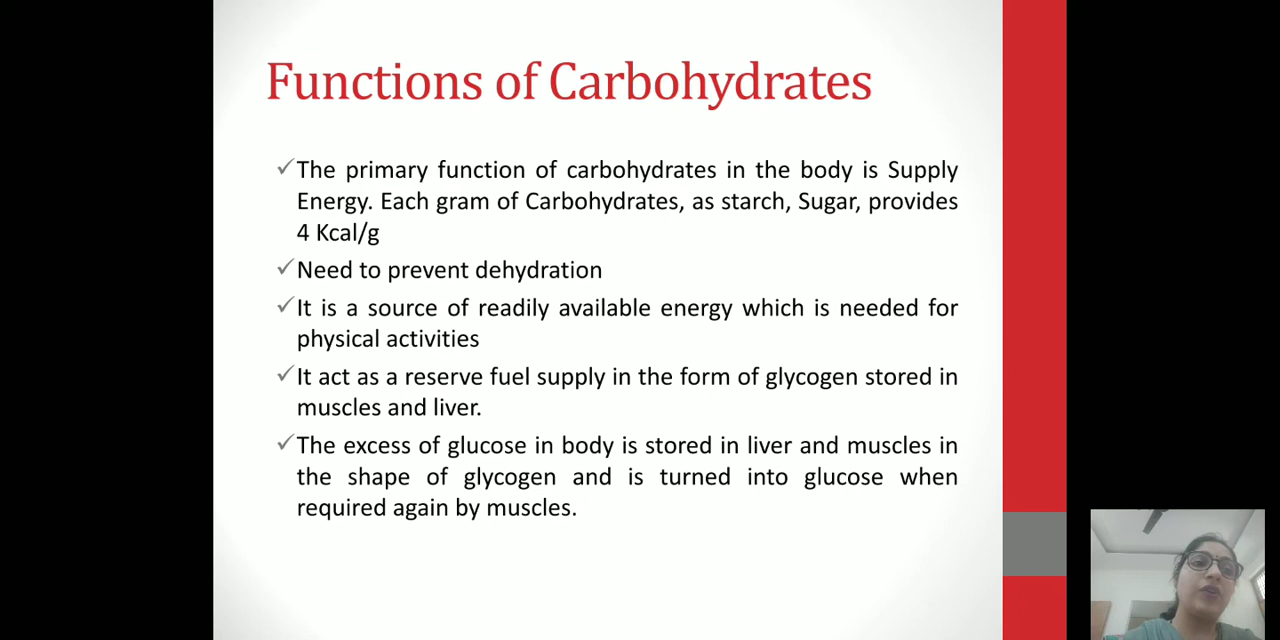 Functions of Carbohydrates
The primary function of carbohydrates in the body is Supply
Energy. Each gram of Carbohydrates, as starch, Sugar, provides
4 Kcal/g
Need to prevent dehydration
It is a source of readily available energy which is needed for
physical activities
It act as a reserve fuel supply in the form of glycogen stored in
muscles and liver.
The excess of glucose in body is stored in liver and muscles in
the shape of glycogen and is turned into glucose when
required again by muscles.